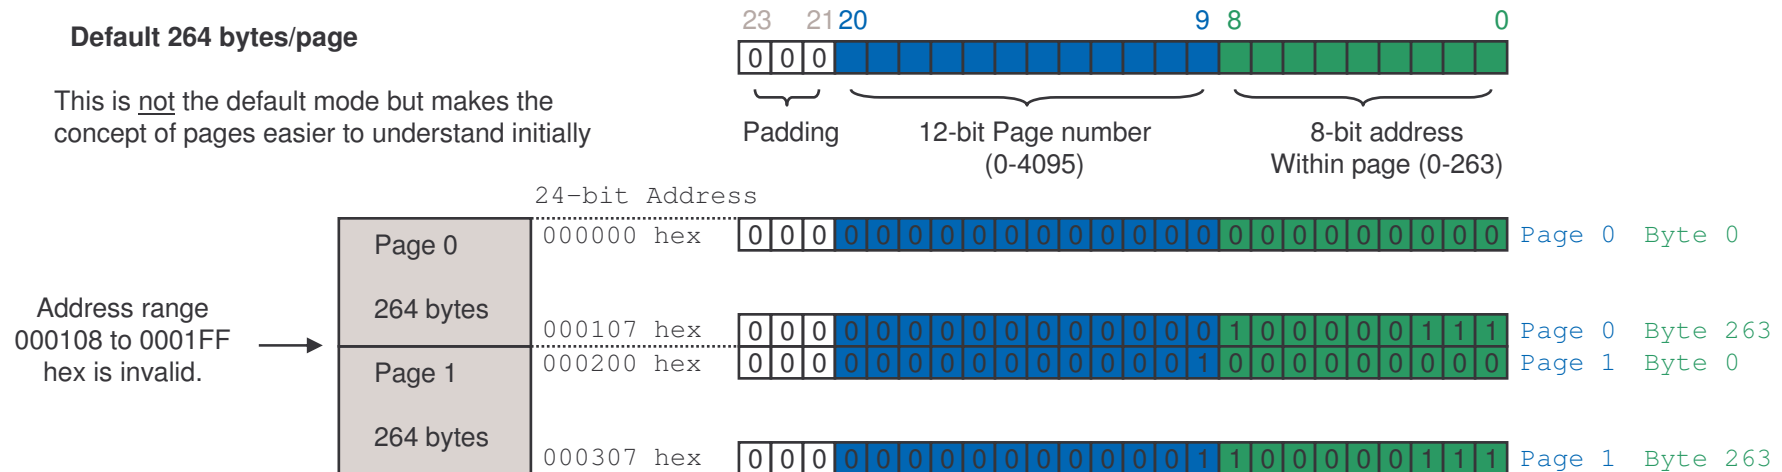 Default 264 bytes/page
This is not the default mode but makes the
concept of pages easier to understand initially
23 21 20 9 8 0
0 0 0
Padding
12-bit Page number
(0-4095)
8-bit address
Within page (0-263)
24-bit Address
Page 0
264 bytes
000000 hex 0 0 0 0 0 0 0 0 0 0 0 0 0 0 0 0 0 0 0 0 0 0 0 0 Page 0 Byte 0
Address range
000108 to 0001FF
hex is invalid.
000107 hex 0 0 0 0 0 0 0 0 0 0 0 0 0 0 0 1 0 0 0 0 0 1 1 1 Page 0 Byte 263
000200 hex 0 0 0 0 0 0 0 0 0 0 0 0 0 0 1 0 0 0 0 0 0 0 0 0 Page 1 Byte 0
Page 1
264 bytes
000307 hex 0 0 0 0 0 0 0 0 0 0 0 0 0 0 1 1 0 0 0 0 0 1 1 1 Page 1 Byte 263